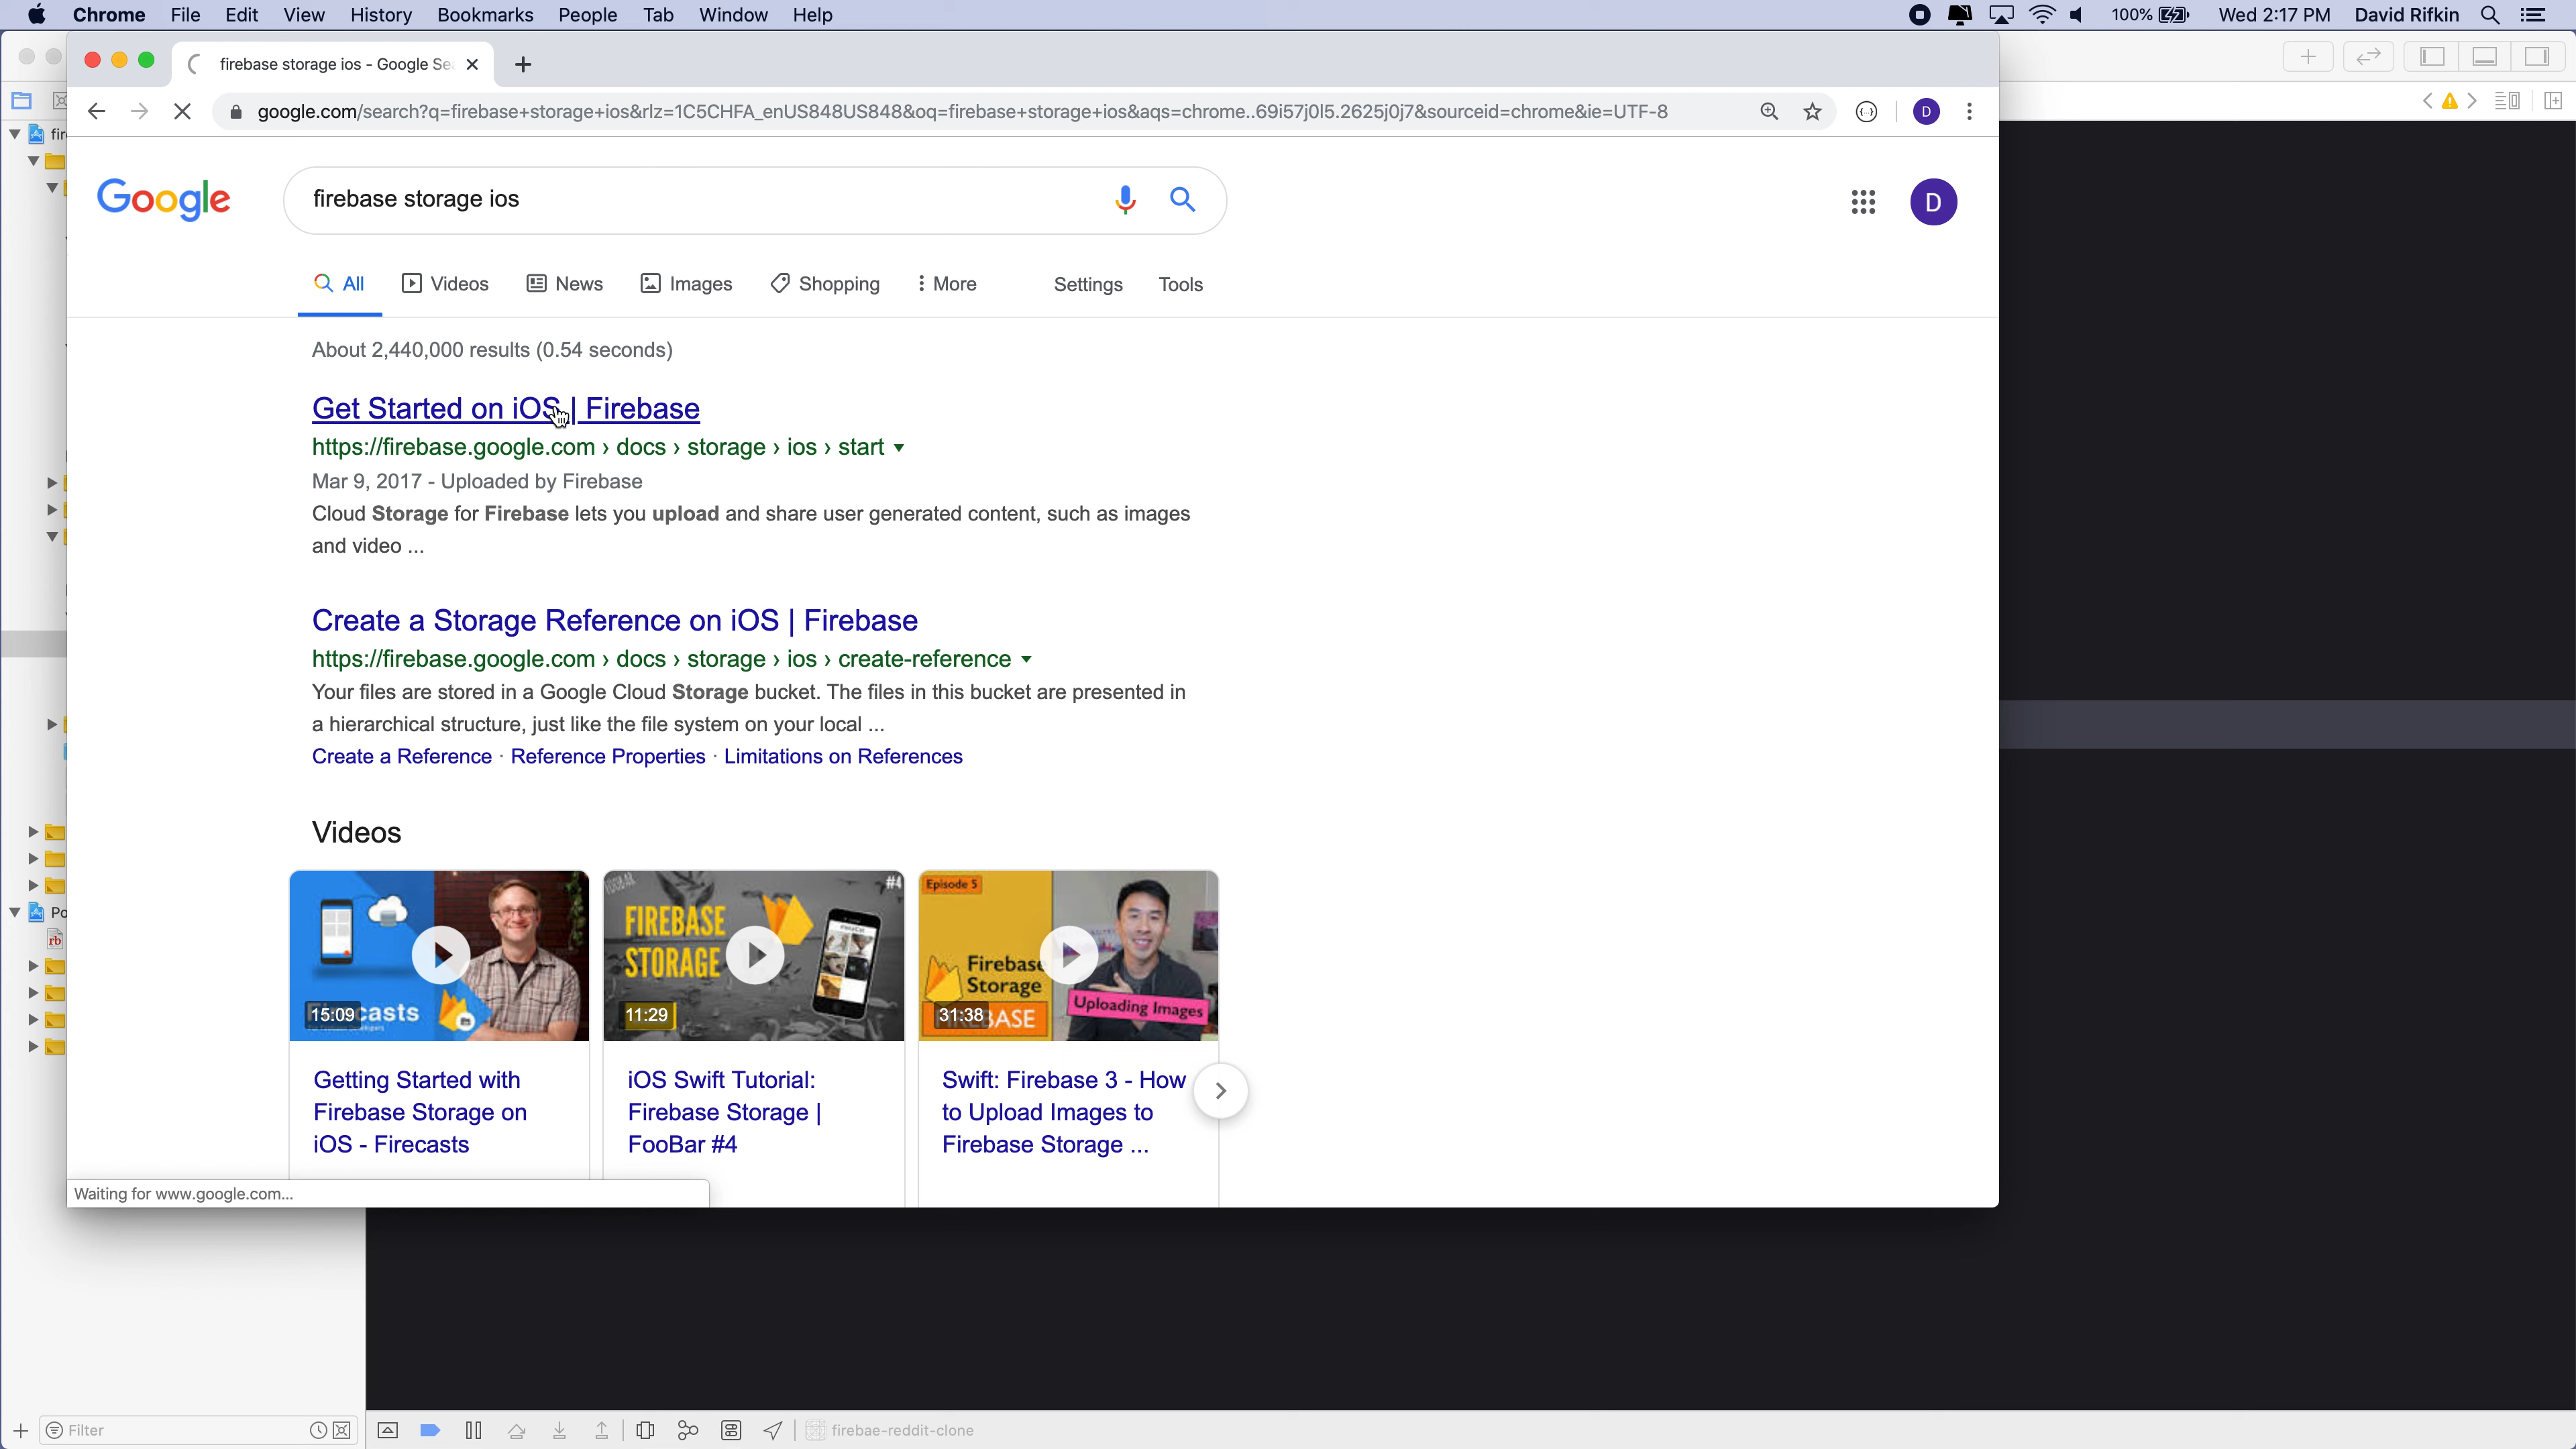 Chrome File Edit View History Bookmarks People Tab Window Help 100% Wed 2:17 PM David Rifkin
firebase storage ios - Google Se
google.com/search?q=firebase+storage+ios&rlz=1C5CHFA_enUS848US848&oq=firebase+storage+ios&aqs=chrome..69i57j0l5.2625j0j7&sourceid=chrome&ie=UTF-8 D
Google
firebase storage ios
D
All Videos News Images Shopping More Settings Tools
About 2,440,000 results (0.54 seconds)
Get Started on iOS | Firebase
https://firebase.google.com › docs › storage › ios › start
Mar 9, 2017 - Uploaded by Firebase
Cloud Storage for Firebase lets you upload and share user generated content, such as images
and video ...
Create a Storage Reference on iOS | Firebase
https://firebase.google.com › docs › storage › ios › create-reference
Your files are stored in a Google Cloud Storage bucket. The files in this bucket are presented in
a hierarchical structure, just like the file system on your local ...
Create a Reference · Reference Properties · Limitations on References
Videos
15:09
casts
FIREBASE
STORAGE
#4
11:29
Episode 5
Firebase
Storage
Uploading Images
31:38
BASE
Getting Started with
Firebase Storage on
iOS - Firecasts
iOS Swift Tutorial:
Firebase Storage |
FooBar #4
Swift: Firebase 3 - How
to Upload Images to
Firebase Storage ...
Waiting for www.google.com...
fir
Po
rb
Filter
firebae-reddit-clone